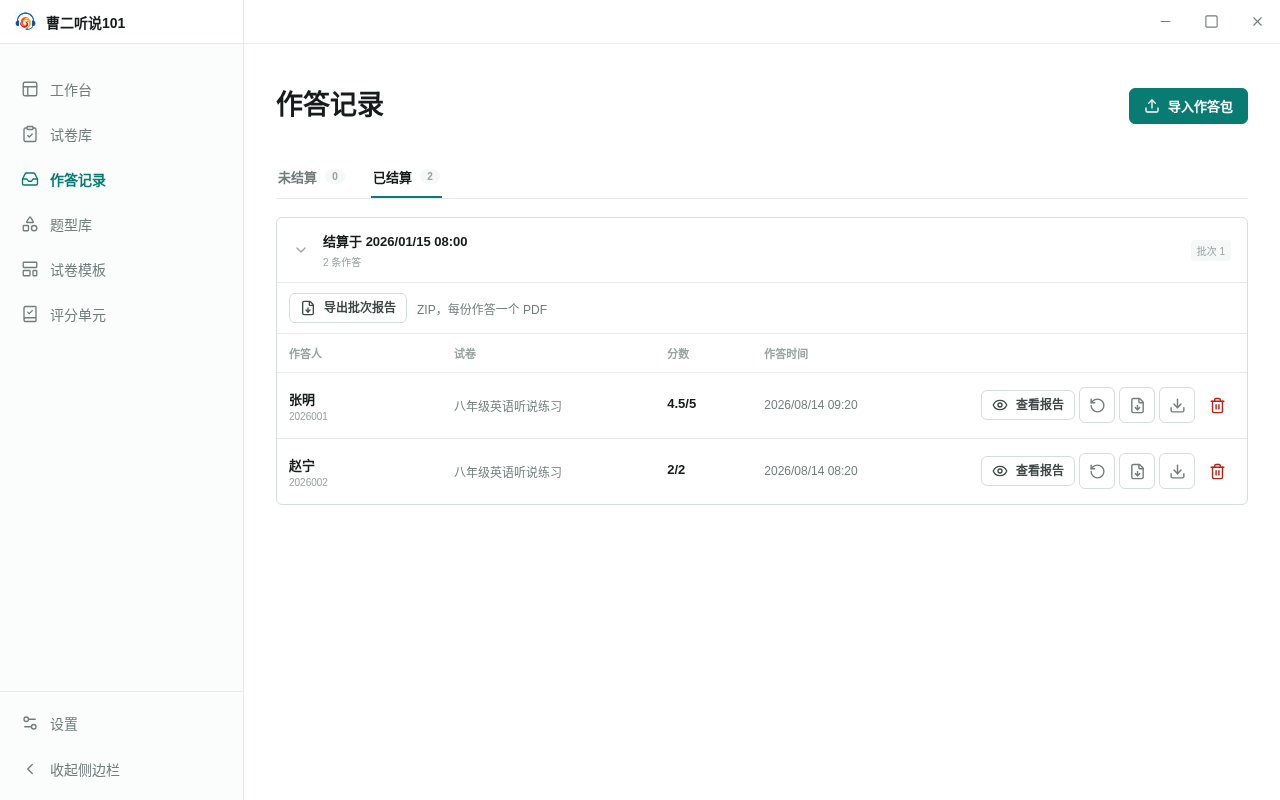 曹二听说101
工作台
试卷库
作答记录
题型库
试卷模板
评分单元
设置
收起侧边栏
作答记录
导入作答包
未结算 0
已结算 2
结算于 2026/01/15 08:00
2 条作答
批次 1
导出批次报告 ZIP，每份作答一个 PDF
作答人 试卷 分数 作答时间
张明
2026001
八年级英语听说练习 4.5/5 2026/08/14 09:20 查看报告
赵宁
2026002
八年级英语听说练习 2/2 2026/08/14 08:20 查看报告